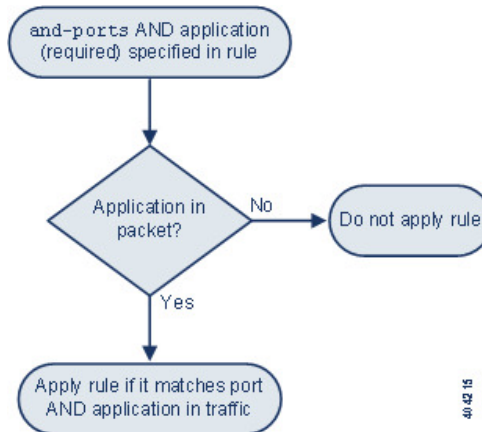 and-ports AND application
(required) specified in rule
Application in
packet?
No
Do not apply rule
Yes
Apply rule if it matches port
AND application in traffic
404215